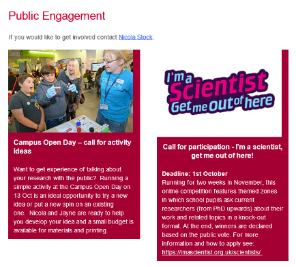 Public Engagement
If you would like to get involved contact Nicola Stock.
Campus Open Day – call for activity
ideas
Want to get experience of talking about
your research with the public? Running a
simple activity at the Campus Open Day on
13 Oct is an ideal opportunity to try a new
idea or put a new spin on an existing
one. Nicola and Jayne are ready to help
you develop your idea and a small budget is
available for materials and printing.
I'm a
Scientist
Get me OUT of here
Call for participation - I'm a scientist,
get me out of here!
Deadline: 1st October
Running for two weeks in November, this
online competition features themed zones
in which school pupils ask current
researchers (from PhD upwards) about their
work and related topics in a knock-out
format. At the end, winners are declared
based on the public vote. For more
information and how to apply see:
https://imascientist.org.uk/scientists/